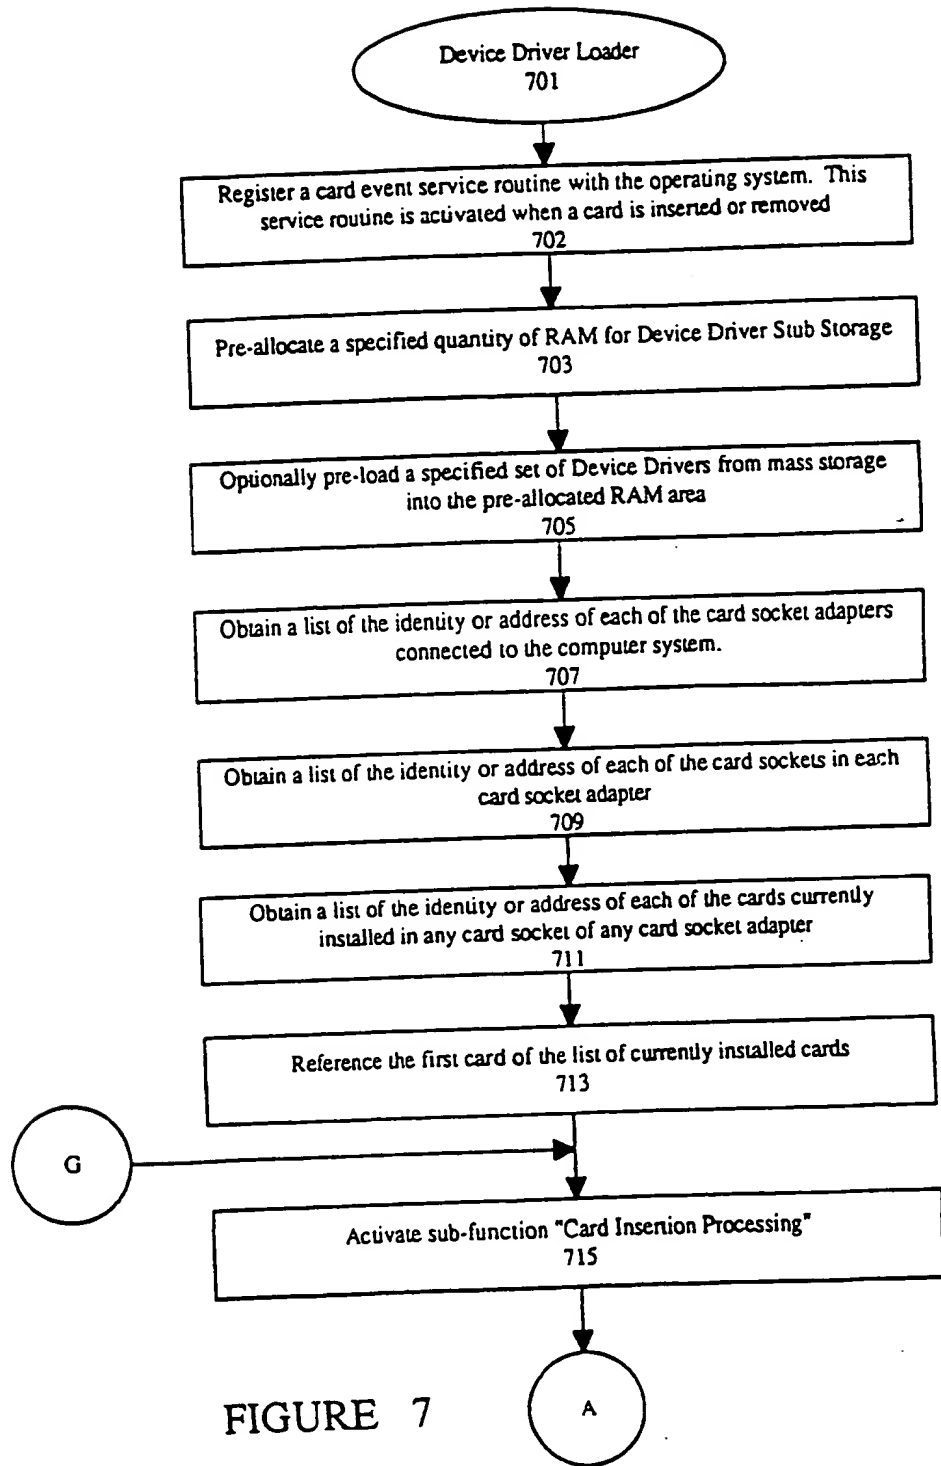 Device Driver Loader
701
Register a card event service routine with the operating system. This
service routine is activated when a card is inserted or removed
702
Pre-allocate a specified quantity of RAM for Device Driver Stub Storage
703
Optionally pre-load a specified set of Device Drivers from mass storage
into the pre-allocated RAM area
705
Obtain a list of the identity or address of each of the card socket adapters
connected to the computer system.
707
Obtain a list of the identity or address of each of the card sockets in each
card socket adapter
709
Obtain a list of the identity or address of each of the cards currently
installed in any card socket of any card socket adapter
711
Reference the first card of the list of currently installed cards
713
G
Activate sub-function "Card Insertion Processing"
715
A
FIGURE 7